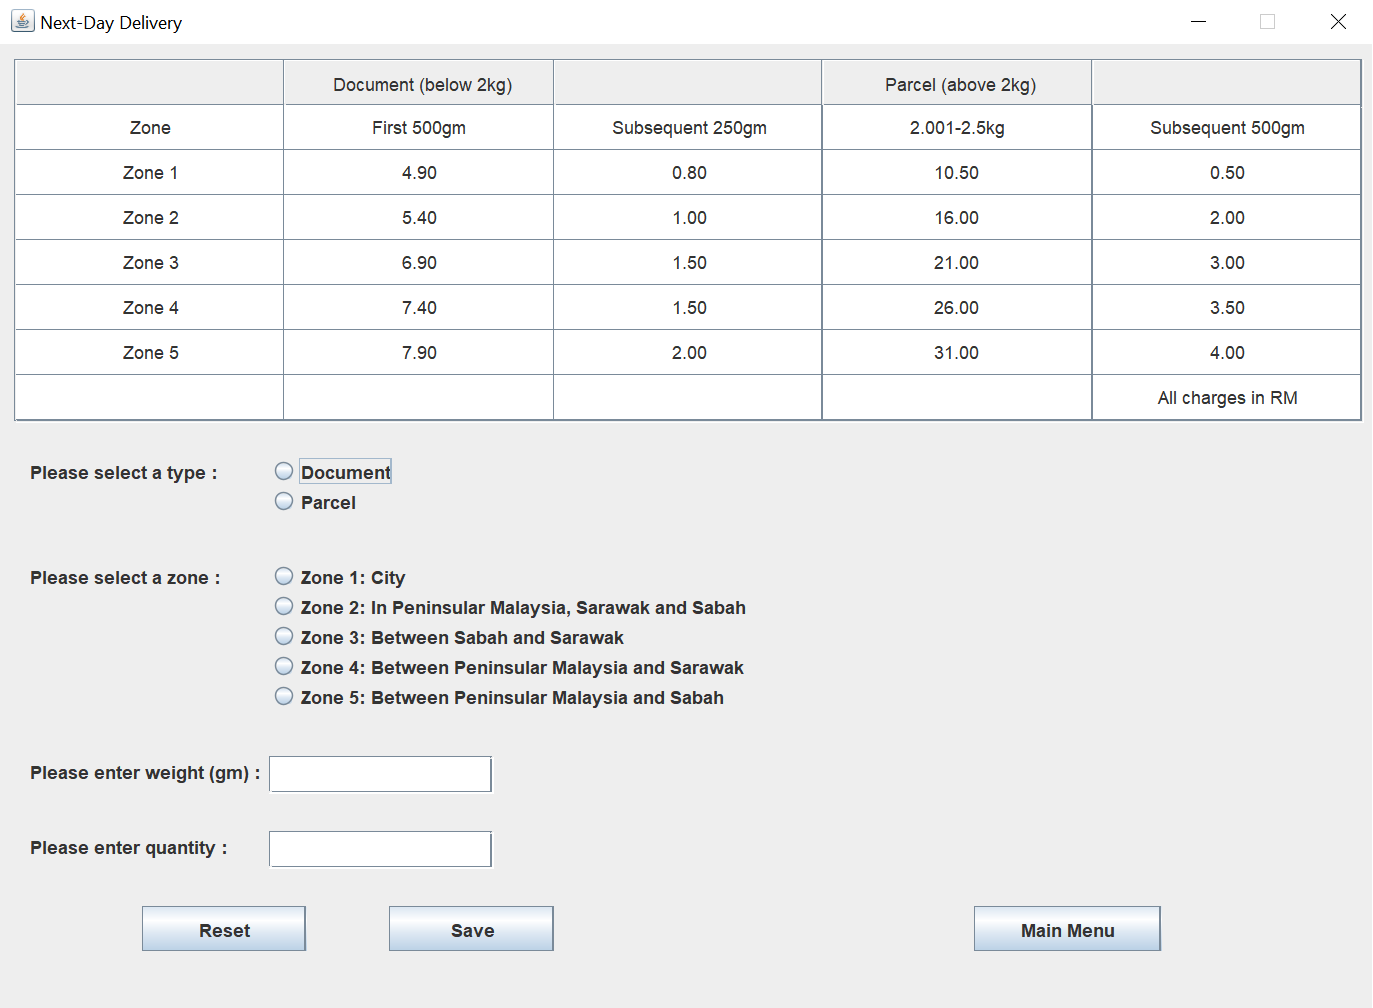 Next-Day Delivery
Document (below 2kg) Parcel (above 2kg)
Zone First 500gm Subsequent 250gm 2.001-2.5kg Subsequent 500gm
Zone 1 4.90 0.80 10.50 0.50
Zone 2 5.40 1.00 16.00 2.00
Zone 3 6.90 1.50 21.00 3.00
Zone 4 7.40 1.50 26.00 3.50
Zone 5 7.90 2.00 31.00 4.00
All charges in RM
Please select a type : Document
Parcel
Please select a zone : Zone 1: City
Zone 2: In Peninsular Malaysia, Sarawak and Sabah
Zone 3: Between Sabah and Sarawak
Zone 4: Between Peninsular Malaysia and Sarawak
Zone 5: Between Peninsular Malaysia and Sabah
Please enter weight (gm) :
Please enter quantity :
Reset Save Main Menu